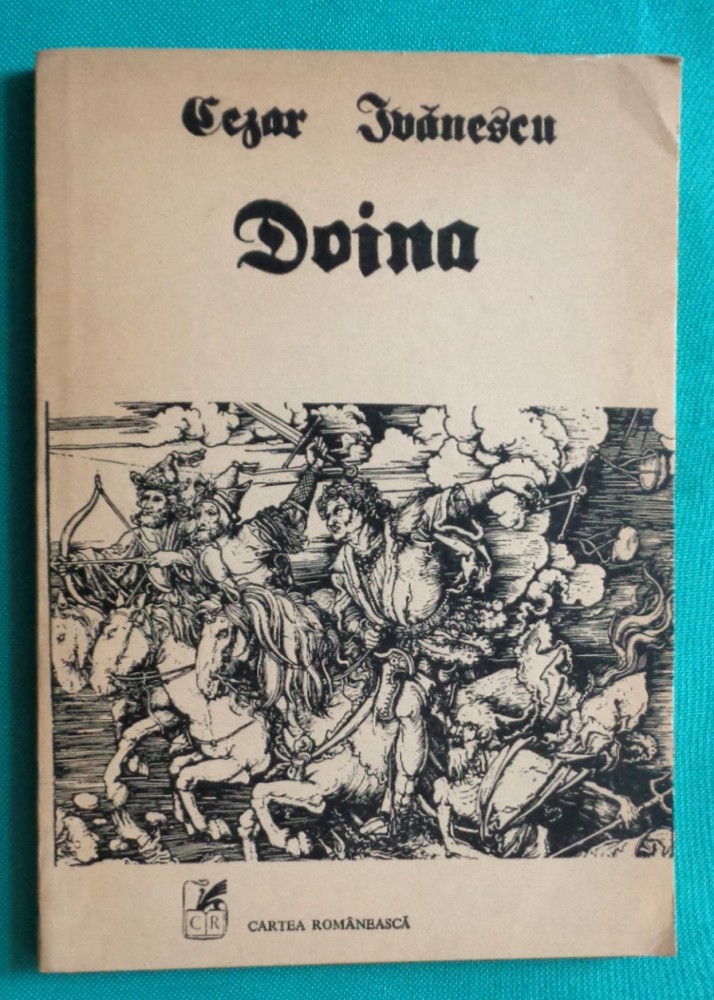 Cezar Ivănescu
Doina
CR
CARTEA ROMÂNEASCĂ